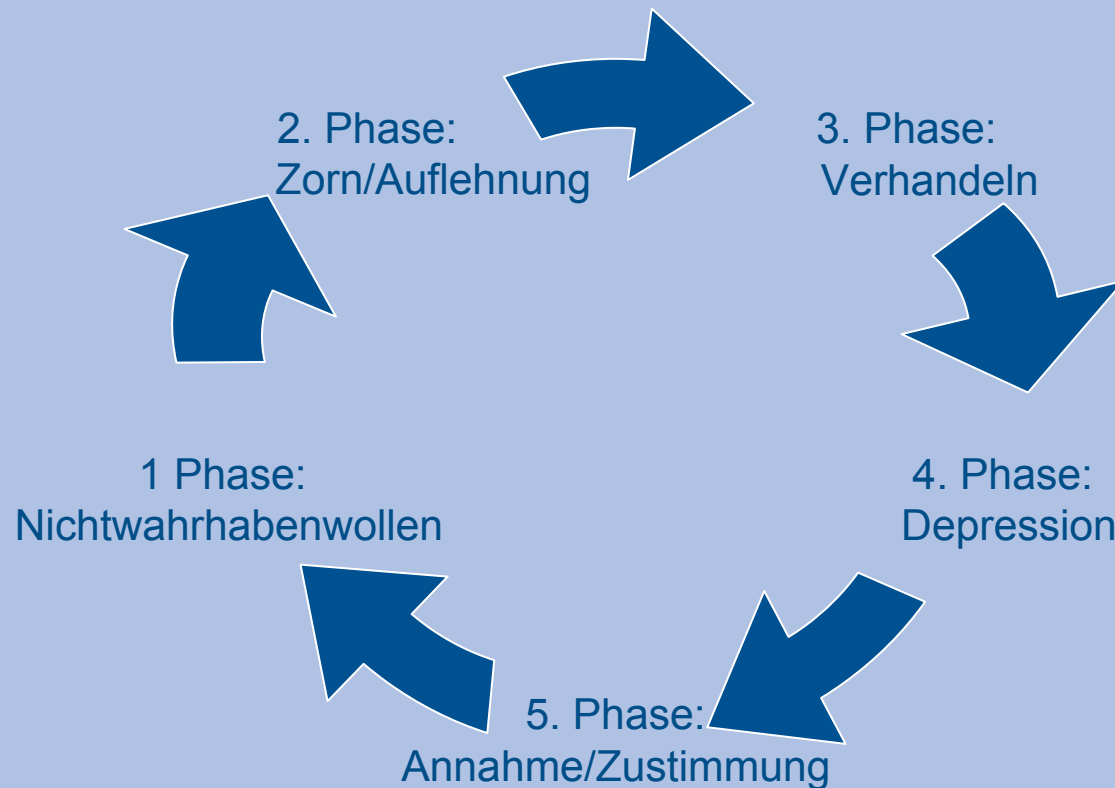 2. Phase:
Zorn/Auflehnung
3. Phase:
Verhandeln
1 Phase:
Nichtwahrhabenwollen
4. Phase:
Depression
5. Phase:
Annahme/Zustimmung